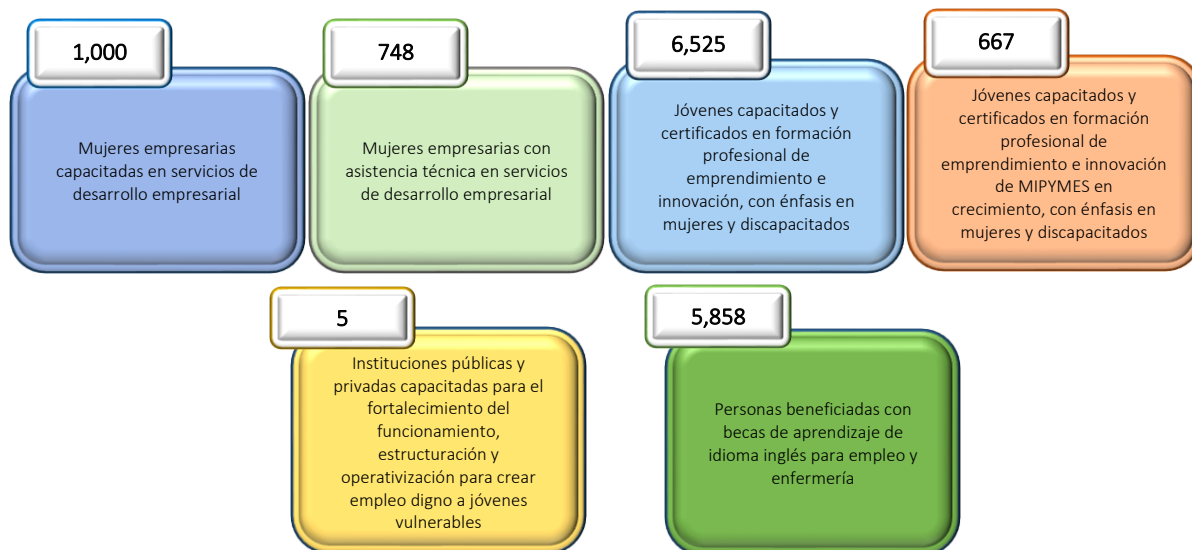 1,000
Mujeres empresarias
capacitadas en servicios de
desarrollo empresarial
748
Mujeres empresarias con
asistencia técnica en servicios
de desarrollo empresarial
6,525
Jóvenes capacitados y
certificados en formación
profesional de
emprendimiento e
innovación, con énfasis en
mujeres y discapacitados
667
Jóvenes capacitados y
certificados en formación
profesional de
emprendimiento e innovación
de MIPYMES en
crecimiento, con énfasis en
mujeres y discapacitados
5
Instituciones públicas y
privadas capacitadas para el
fortalecimiento del
funcionamiento,
estructuración y
operativización para crear
empleo digno a jóvenes
vulnerables
5,858
Personas beneficiadas con
becas de aprendizaje de
idioma inglés para empleo y
enfermería